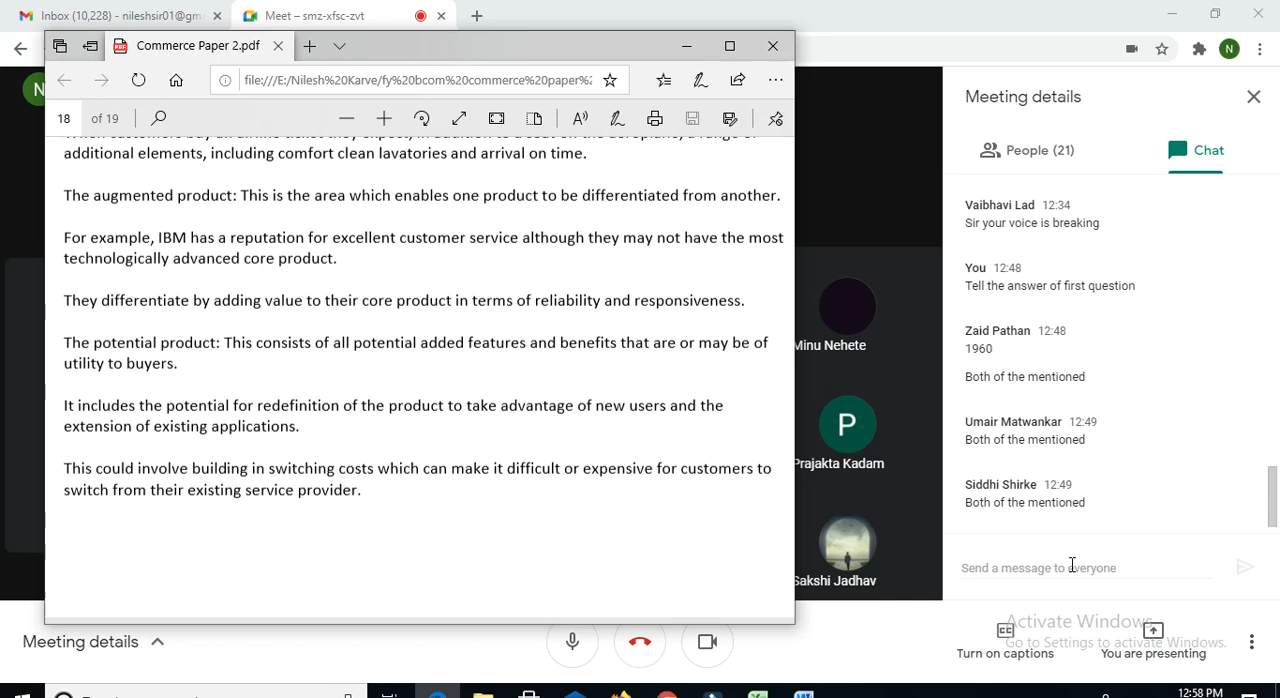 Inbox (10,228) - nileshsir01@gm
Meet – smz-xfsc-zvt
N
Commerce Paper 2.pdf
file:///E:/Nilesh%20Karve/fy%20bcom%20commerce%20paper%2
18 of 19
additional elements, including comfort clean lavatories and arrival on time.
The augmented product: This is the area which enables one product to be differentiated from another.
For example, IBM has a reputation for excellent customer service although they may not have the most
technologically advanced core product.
They differentiate by adding value to their core product in terms of reliability and responsiveness.
The potential product: This consists of all potential added features and benefits that are or may be of
utility to buyers.
It includes the potential for redefinition of the product to take advantage of new users and the
extension of existing applications.
This could involve building in switching costs which can make it difficult or expensive for customers to
switch from their existing service provider.
N
Minu Nehete
P
Prajakta Kadam
Sakshi Jadhav
Meeting details
People (21)
Chat
Vaibhavi Lad 12:34
Sir your voice is breaking
You 12:48
Tell the answer of first question
Zaid Pathan 12:48
1960
Both of the mentioned
Umair Matwankar 12:49
Both of the mentioned
Siddhi Shirke 12:49
Both of the mentioned
Send a message to everyone
Activate Windows
Go to Settings to activate Windows.
Meeting details
Turn on captions
You are presenting
12:58 PM